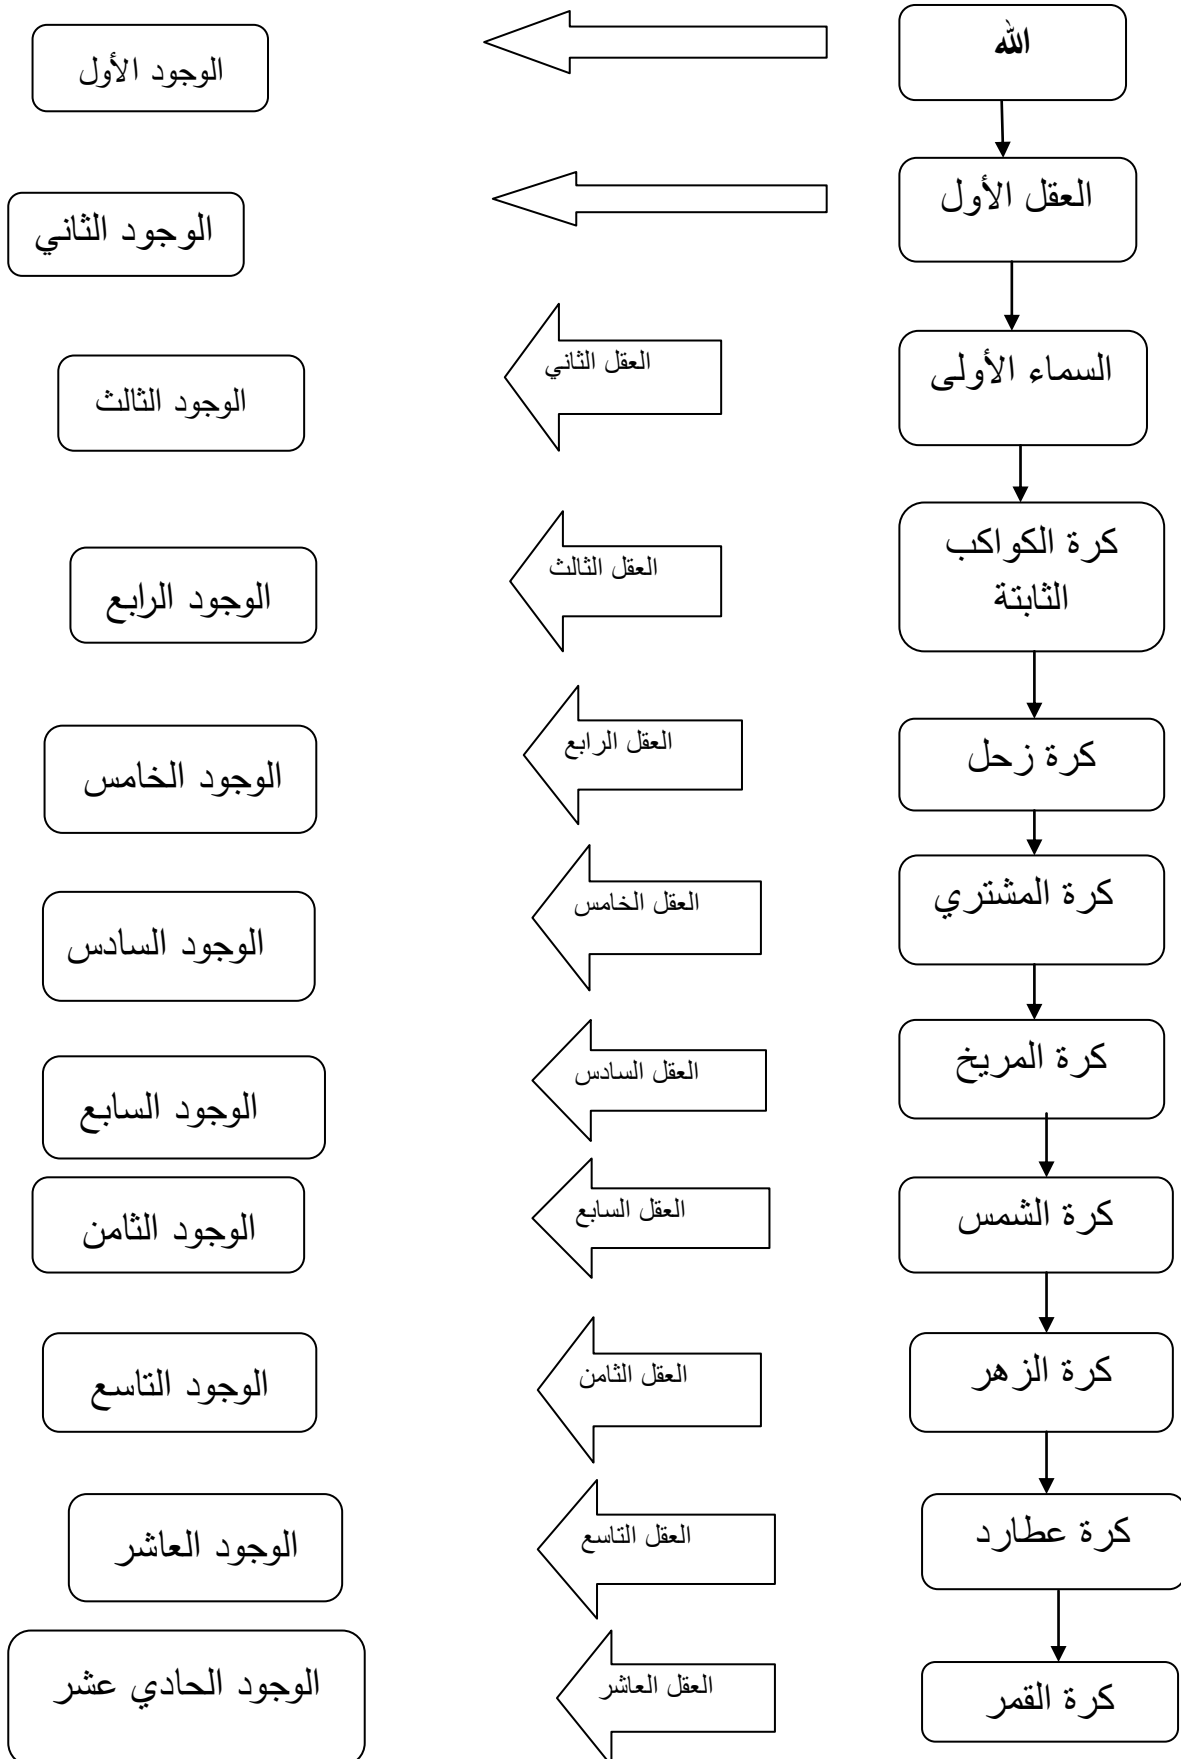 الله
الوجود الأول
العقل الأول
الوجود الثاني
السماء الأولى
العقل الثاني
الوجود الثالث
كرة الكواكب
الثابتة
العقل الثالث
الوجود الرابع
كرة زحل
العقل الرابع
الوجود الخامس
كرة المشتري
العقل الخامس
الوجود السادس
كرة المريخ
العقل السادس
الوجود السابع
كرة الشمس
العقل السابع
الوجود الثامن
كرة الزهر
العقل الثامن
الوجود التاسع
كرة عطارد
العقل التاسع
الوجود العاشر
كرة القمر
العقل العاشر
الوجود الحادي عشر